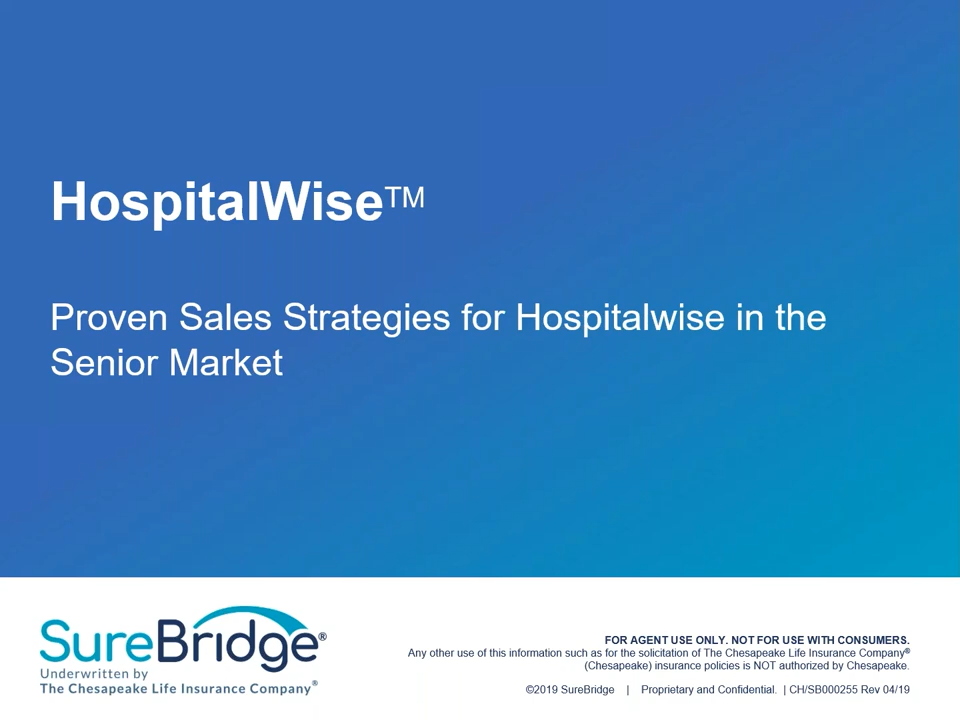 HospitalWise™
Proven Sales Strategies for Hospitalwise in the
Senior Market
SureBridge®
Underwritten by
The Chesapeake Life Insurance Company®
FOR AGENT USE ONLY. NOT FOR USE WITH CONSUMERS.
Any other use of this information such as for the solicitation of The Chesapeake Life Insurance Company®
(Chesapeake) insurance policies is NOT authorized by Chesapeake.
©2019 SureBridge | Proprietary and Confidential. | CH/SB000255 Rev 04/19